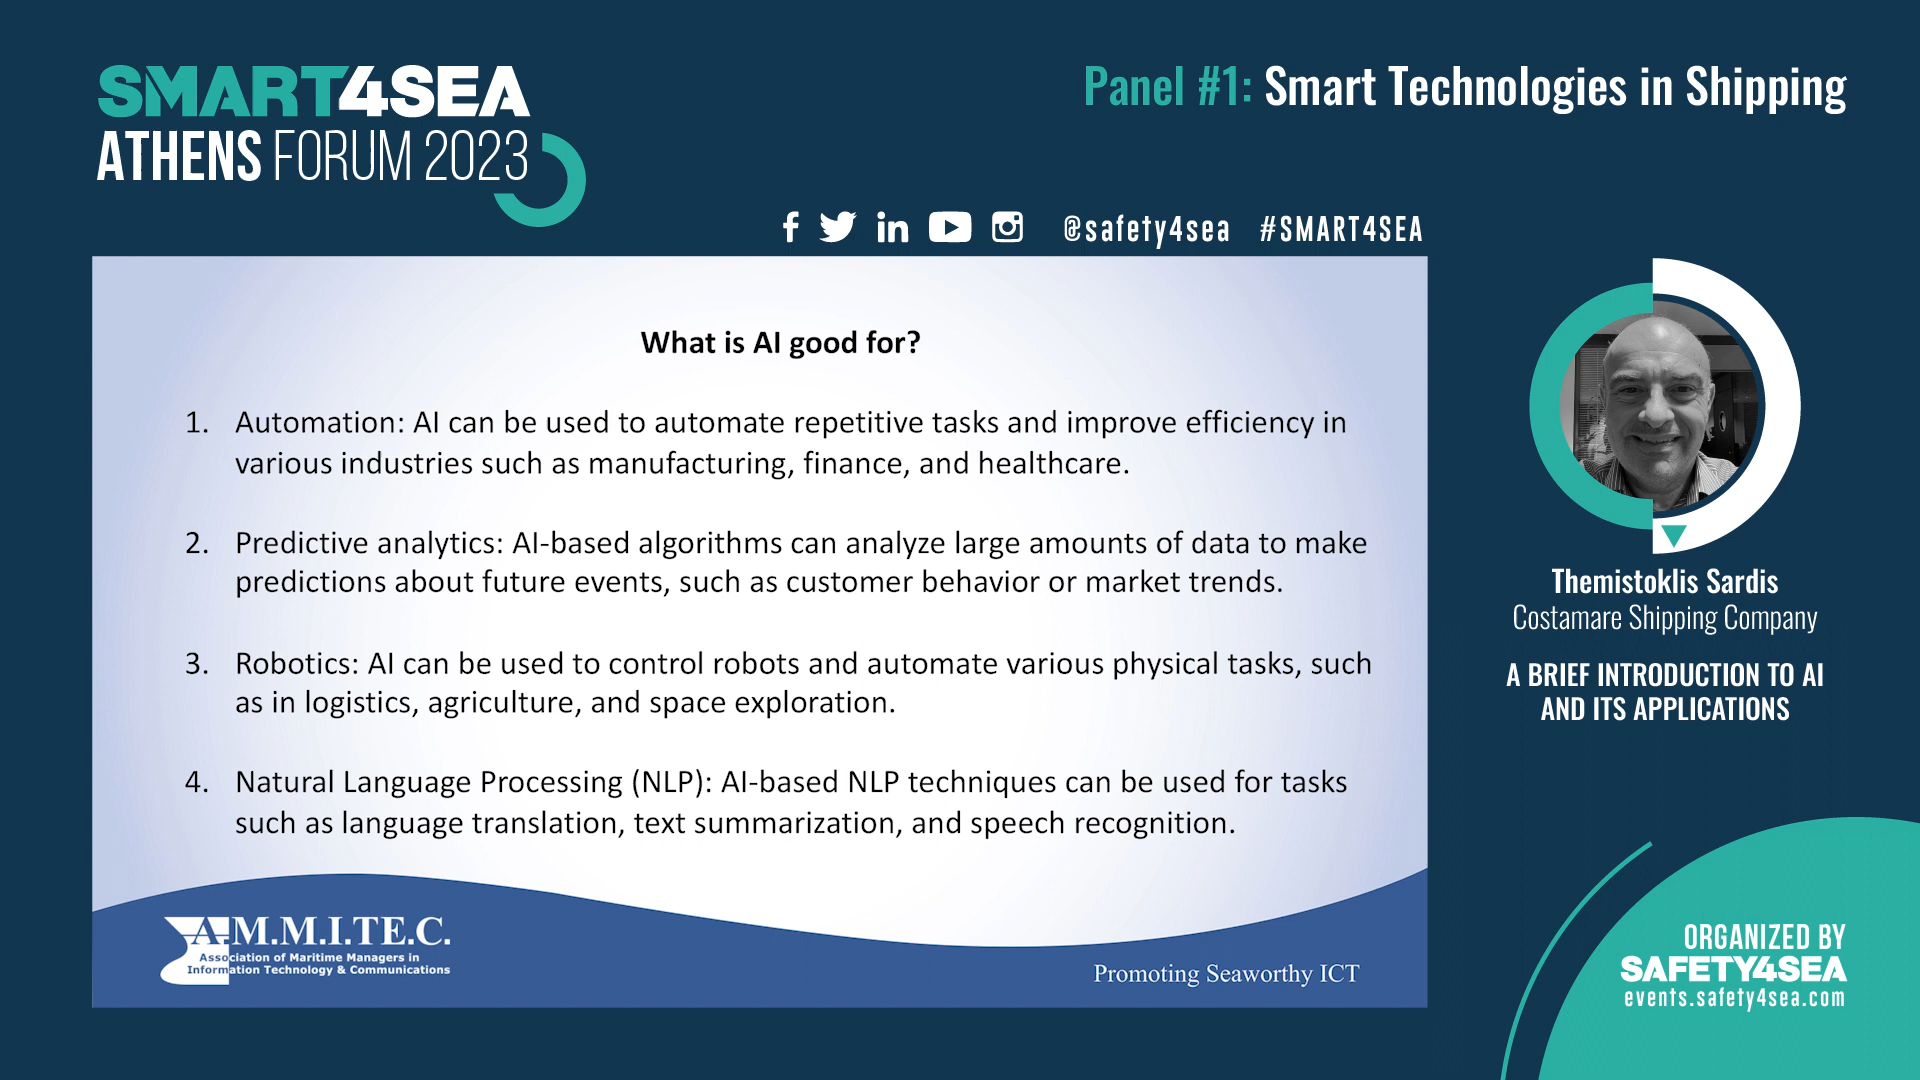 SMART4SEA
ATHENS FORUM 2023
Panel #1: Smart Technologies in Shipping
@safety4sea #SMART4SEA
What is AI good for?
1. Automation: AI can be used to automate repetitive tasks and improve efficiency in
various industries such as manufacturing, finance, and healthcare.
2. Predictive analytics: AI-based algorithms can analyze large amounts of data to make
predictions about future events, such as customer behavior or market trends.
3. Robotics: AI can be used to control robots and automate various physical tasks, such
as in logistics, agriculture, and space exploration.
4. Natural Language Processing (NLP): AI-based NLP techniques can be used for tasks
such as language translation, text summarization, and speech recognition.
A.M.M.I.TE.C.
Association of Maritime Managers in
Information Technology & Communications
Promoting Seaworthy ICT
Themistoklis Sardis
Costamare Shipping Company
A BRIEF INTRODUCTION TO AI
AND ITS APPLICATIONS
ORGANIZED BY
SAFETY4SEA
events.safety4sea.com